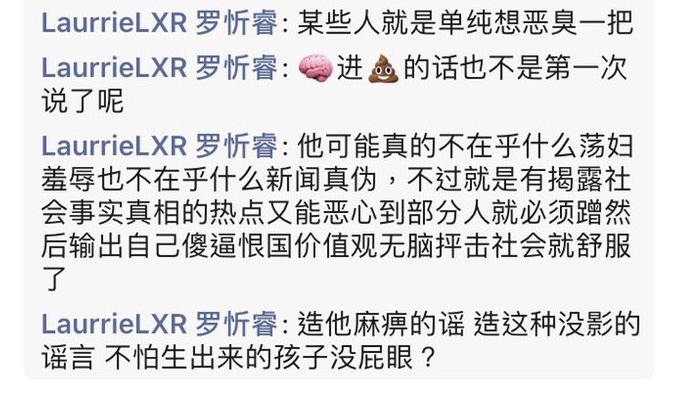 LaurrieLXR 罗忻睿: 某些人就是单纯想恶臭一把
LaurrieLXR 罗忻睿: 🧠进💩的话也不是第一次
说了呢
LaurrieLXR 罗忻睿: 他可能真的不在乎什么荡妇
羞辱也不在乎什么新闻真伪，不过就是有揭露社
会事实真相的热点又能恶心到部分人就必须蹭然
后输出自己傻逼恨国价值观无脑抨击社会就舒服
了
LaurrieLXR 罗忻睿: 造他麻痹的谣 造这种没影的
谣言 不怕生出来的孩子没屁眼？